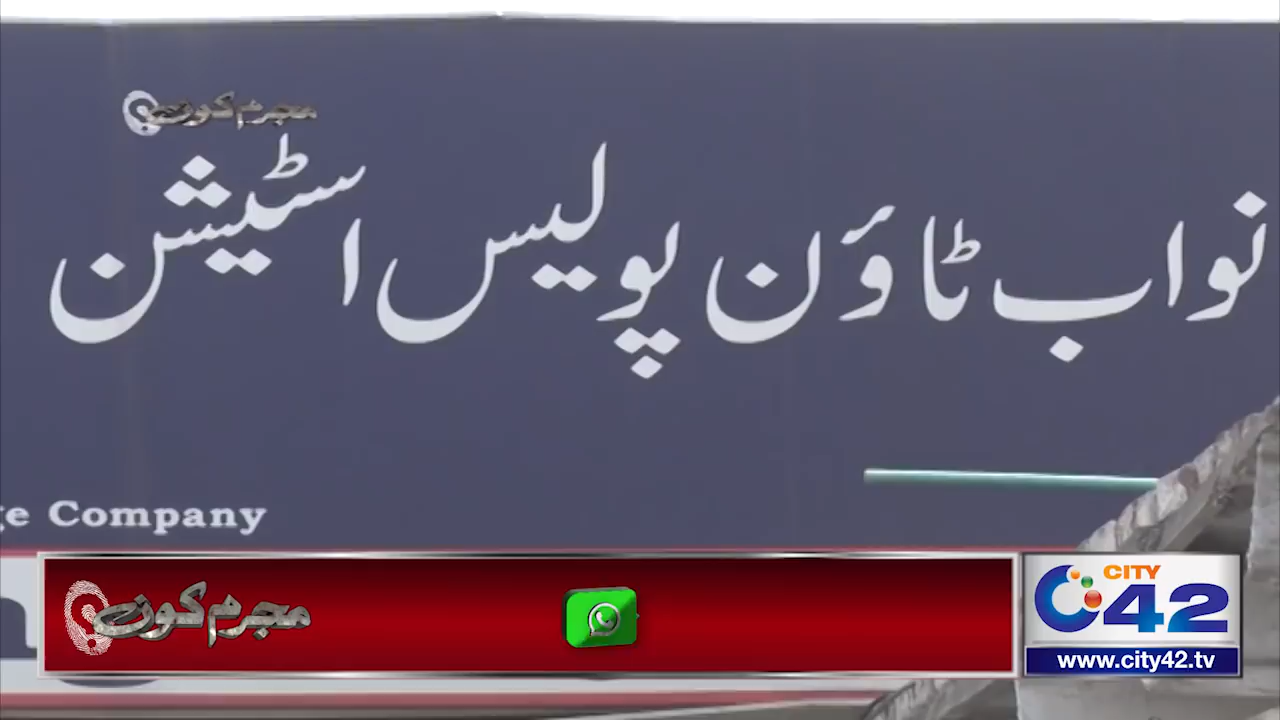 مجرم کون؟
نواب ٹاؤن پولیس اسٹیشن
Company
مجرم کون؟
CITY
42
www.city42.tv